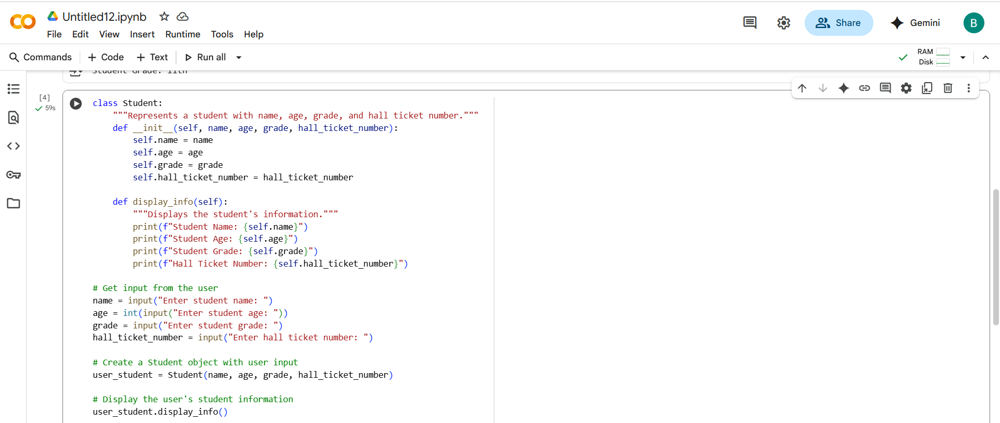 Untitled12.ipynb
File Edit View Insert Runtime Tools Help
Share
Gemini
B
Commands + Code + Text Run all
RAM
Disk
Student Grade: 11th
[4]
59s
class Student:
    """Represents a student with name, age, grade, and hall ticket number."""
    def __init__(self, name, age, grade, hall_ticket_number):
        self.name = name
        self.age = age
        self.grade = grade
        self.hall_ticket_number = hall_ticket_number
    def display_info(self):
        """Displays the student's information."""
        print(f"Student Name: {self.name}")
        print(f"Student Age: {self.age}")
        print(f"Student Grade: {self.grade}")
        print(f"Hall Ticket Number: {self.hall_ticket_number}")
# Get input from the user
name = input("Enter student name: ")
age = int(input("Enter student age: "))
grade = input("Enter student grade: ")
hall_ticket_number = input("Enter hall ticket number: ")
# Create a Student object with user input
user_student = Student(name, age, grade, hall_ticket_number)
# Display the user's student information
user_student.display_info()